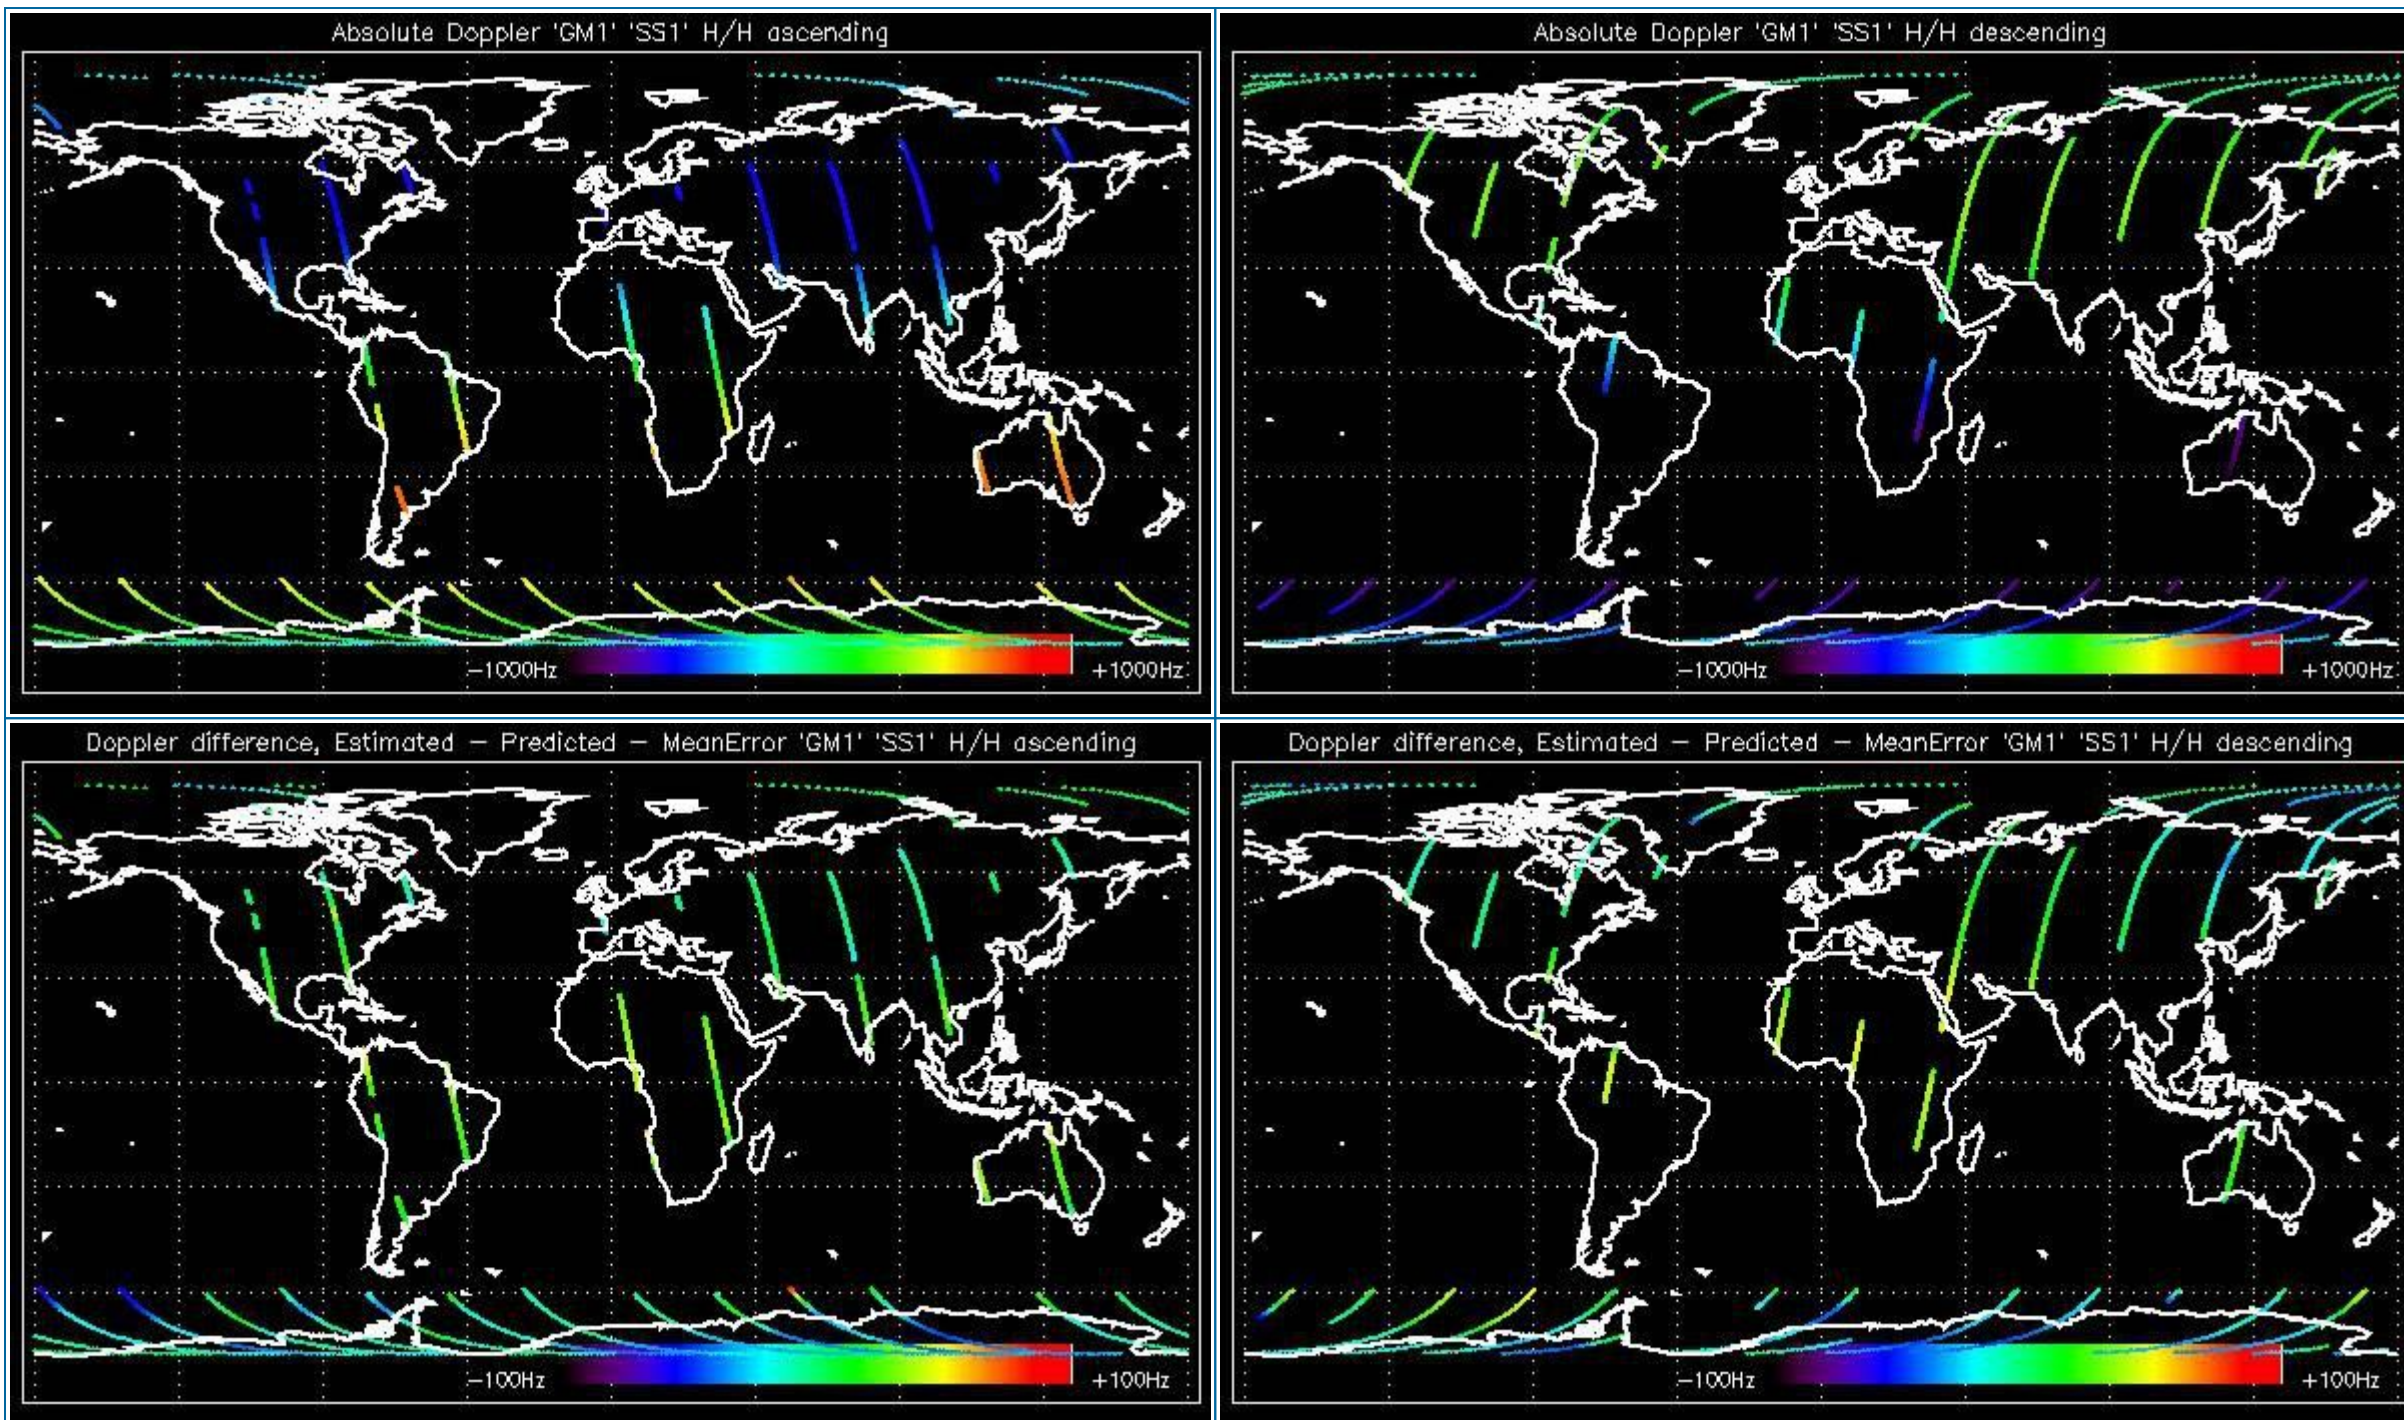 Absolute Doppler 'GM1' 'SS1' H/H ascending
-1000Hz
+1000Hz
Absolute Doppler 'GM1' 'SS1' H/H descending
-1000Hz
+1000Hz
Doppler difference, Estimated - Predicted - MeanError 'GM1' 'SS1' H/H ascending
-100Hz
+100Hz
Doppler difference, Estimated - Predicted - MeanError 'GM1' 'SS1' H/H descending
-100Hz
+100Hz